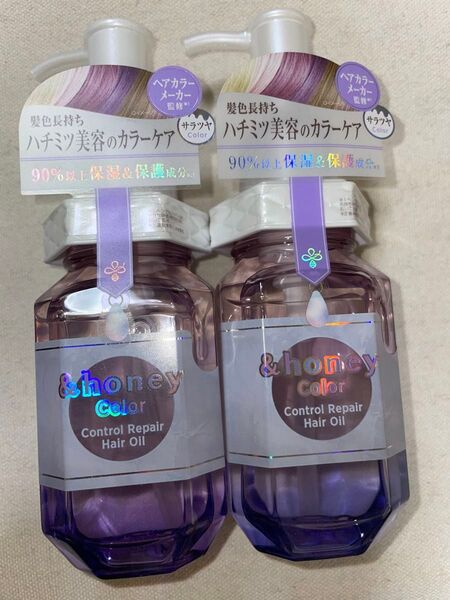 ヘアカラー
メーカー
監修
髪色長持ち
ハチミツ美容のカラーケア
サラツヤ
Color
90%以上保湿&保護成分
&honey
Color
Control Repair
Hair Oil
ヘアカラー
メーカー
監修
髪色長持ち
ハチミツ美容のカラーケア
サラツヤ
Color
90%以上保湿&保護成分
&honey
Color
Control Repair
Hair Oil